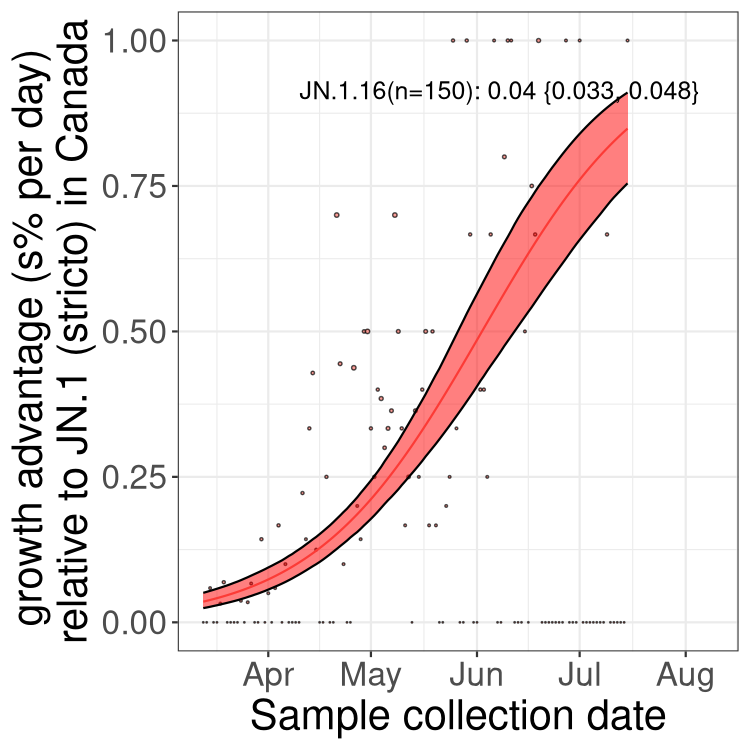 growth advantage (s% per day)
relative to JN.1 (stricto) in Canada
1.00
0.75
0.50
0.25
0.00
JN.1.16(n=150): 0.04 {0.033, 0.048}
Apr May Jun Jul Aug
Sample collection date